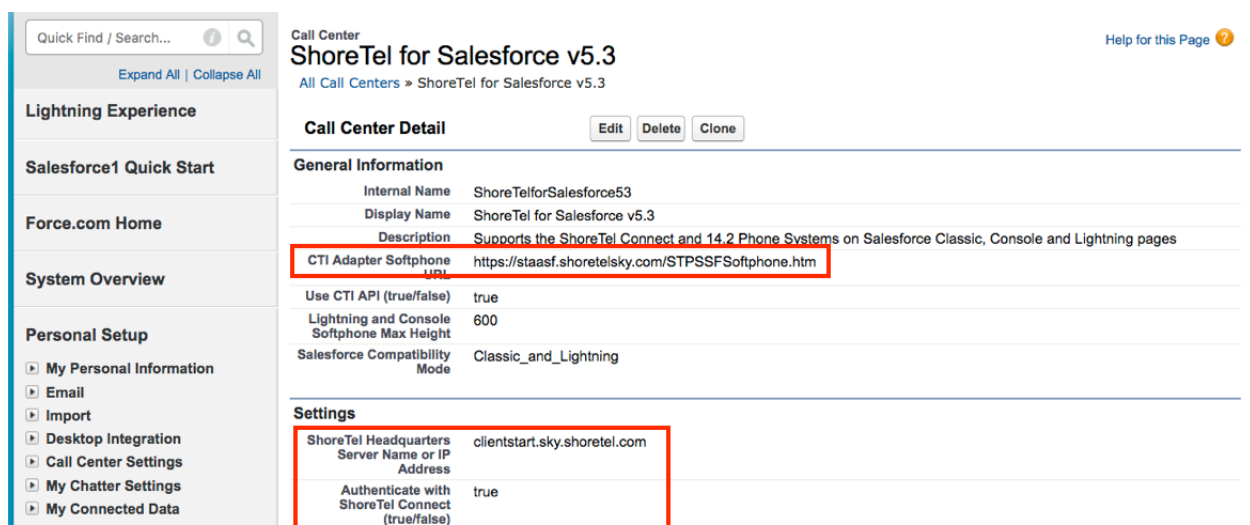 Quick Find / Search...
Expand All | Collapse All
Lightning Experience
Salesforce1 Quick Start
Force.com Home
System Overview
Personal Setup
My Personal Information
Email
Import
Desktop Integration
Call Center Settings
My Chatter Settings
My Connected Data
Call Center
ShoreTel for Salesforce v5.3
Help for this Page ?
All Call Centers » ShoreTel for Salesforce v5.3
Call Center Detail
Edit Delete Clone
General Information
Internal Name ShoreTelforSalesforce53
Display Name ShoreTel for Salesforce v5.3
Description Supports the ShoreTel Connect and 14.2 Phone Systems on Salesforce Classic, Console and Lightning pages
CTI Adapter Softphone https://staasf.shoretelsky.com/STPSSFSoftphone.htm
URL
Use CTI API (true/false) true
Lightning and Console 600
Softphone Max Height
Salesforce Compatibility Classic_and_Lightning
Mode
Settings
ShoreTel Headquarters clientstart.sky.shoretel.com
Server Name or IP
Address
Authenticate with true
ShoreTel Connect
(true/false)